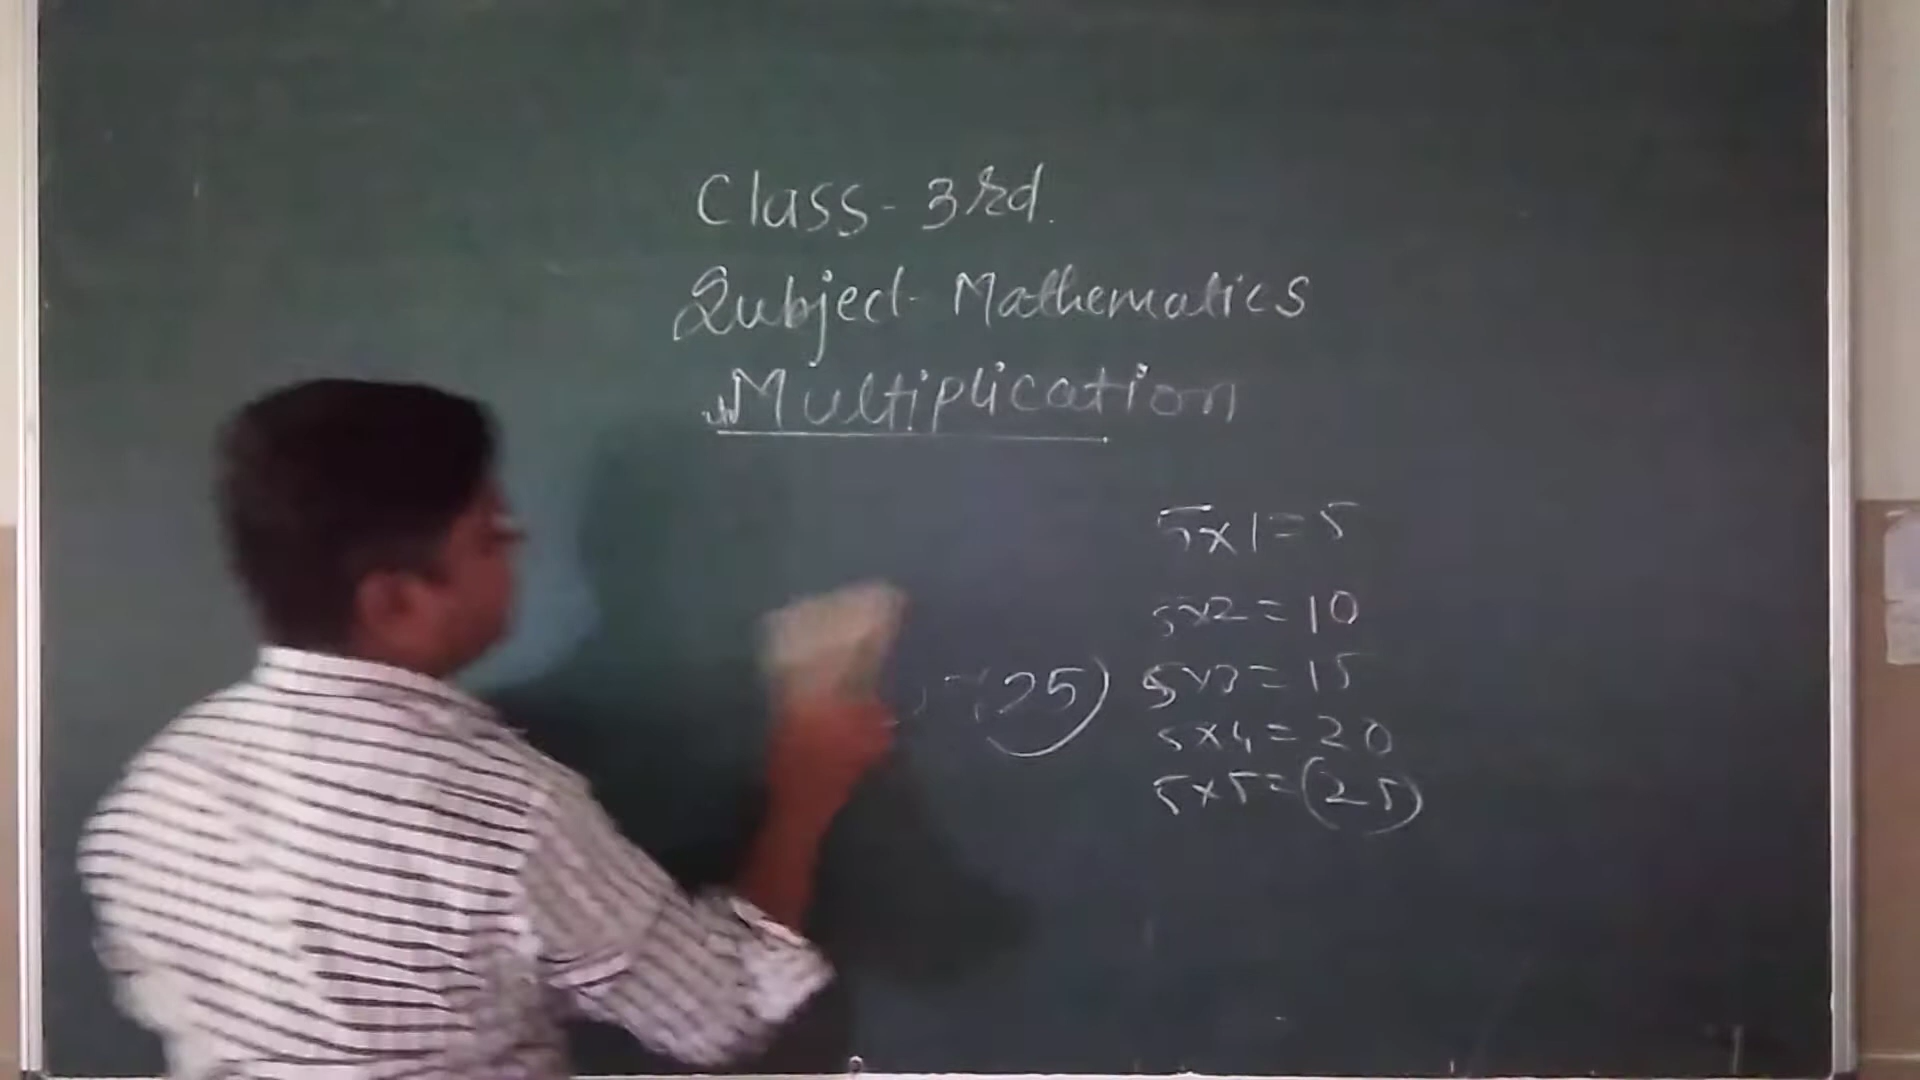 Class - 3rd.
Subject - Mathematics
Multiplication
5x1=5
5x2=10
=(25)
5x3=15
5x4=20
5x5=(25)